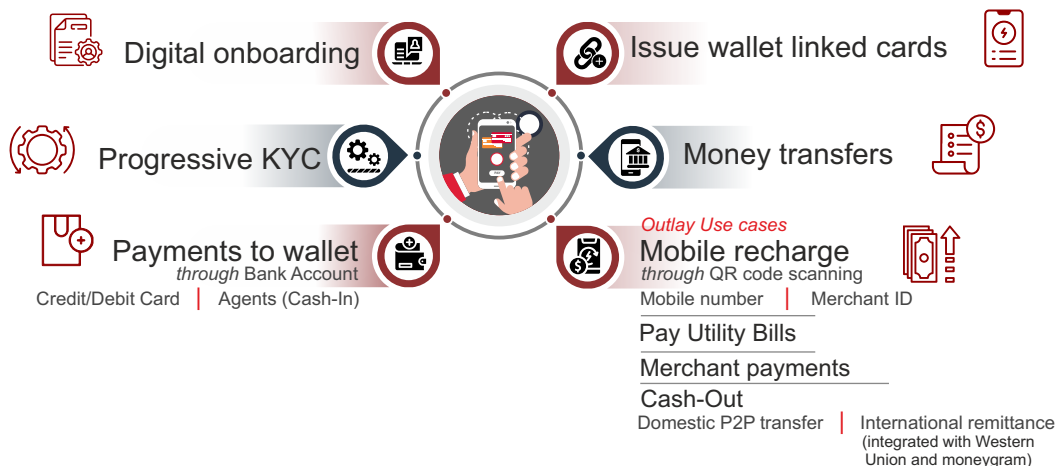 Digital onboarding
Issue wallet linked cards
Progressive KYC
Money transfers
Payments to wallet
through Bank Account
Credit/Debit Card | Agents (Cash-In)
Outlay Use cases
Mobile recharge
through QR code scanning
Mobile number | Merchant ID
Pay Utility Bills
Merchant payments
Cash-Out
Domestic P2P transfer | International remittance
(integrated with Western
Union and moneygram)